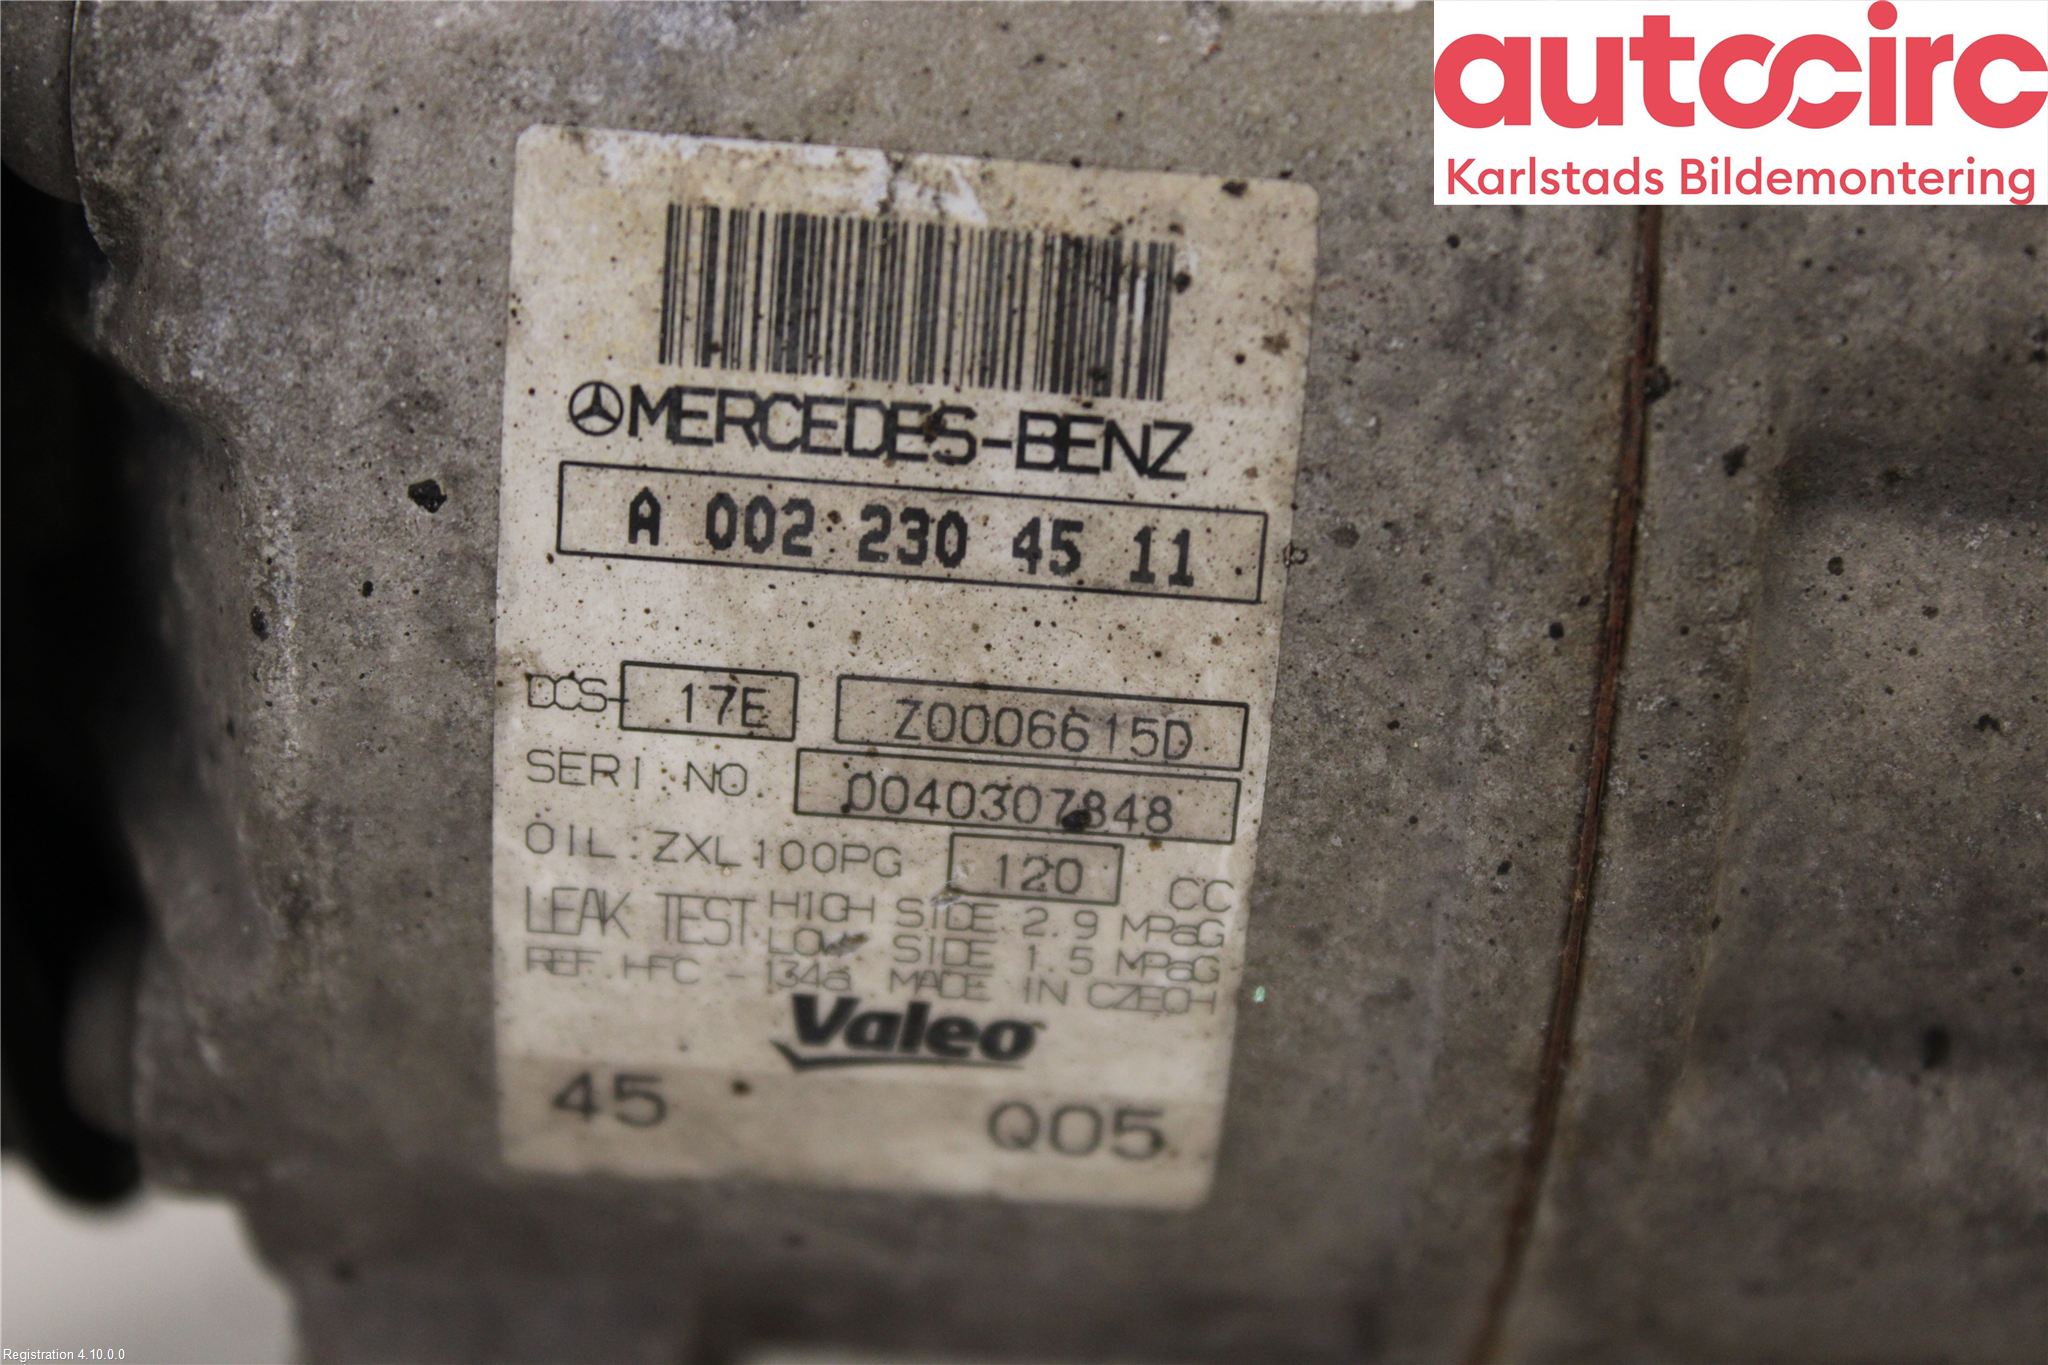 autocirc
Karlstads Bildemontering
MERCEDES-BENZ
A 002 230 45 11
DCS- 17E Z0006615D
SERI.NO. 0040307848
OIL: ZXL100PG 120 CC
LEAK TEST: HIGH SIDE 2.9 MPaG
LOW SIDE 1.5 MPaG
REF. HFC - 134a MADE IN CZECH
Valeo
45 Q05
Registration 4.10.0.0